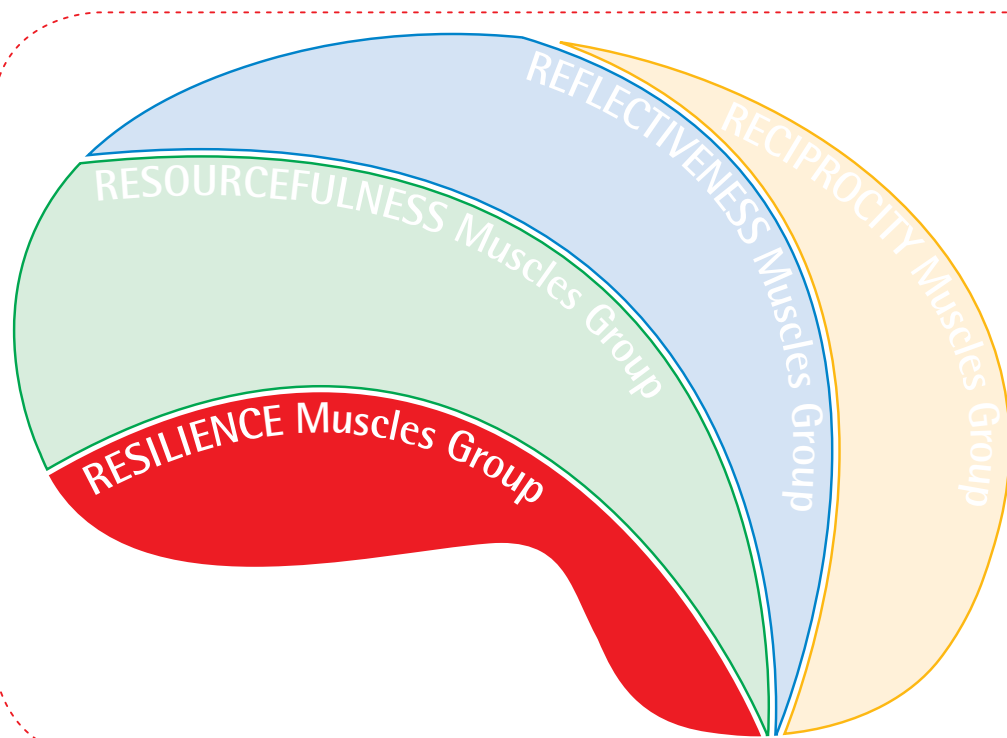 REFLECTIVENESS Muscles Group
RECIPROCITY Muscles Group
RESOURCEFULNESS Muscles Group
RESILIENCE Muscles Group